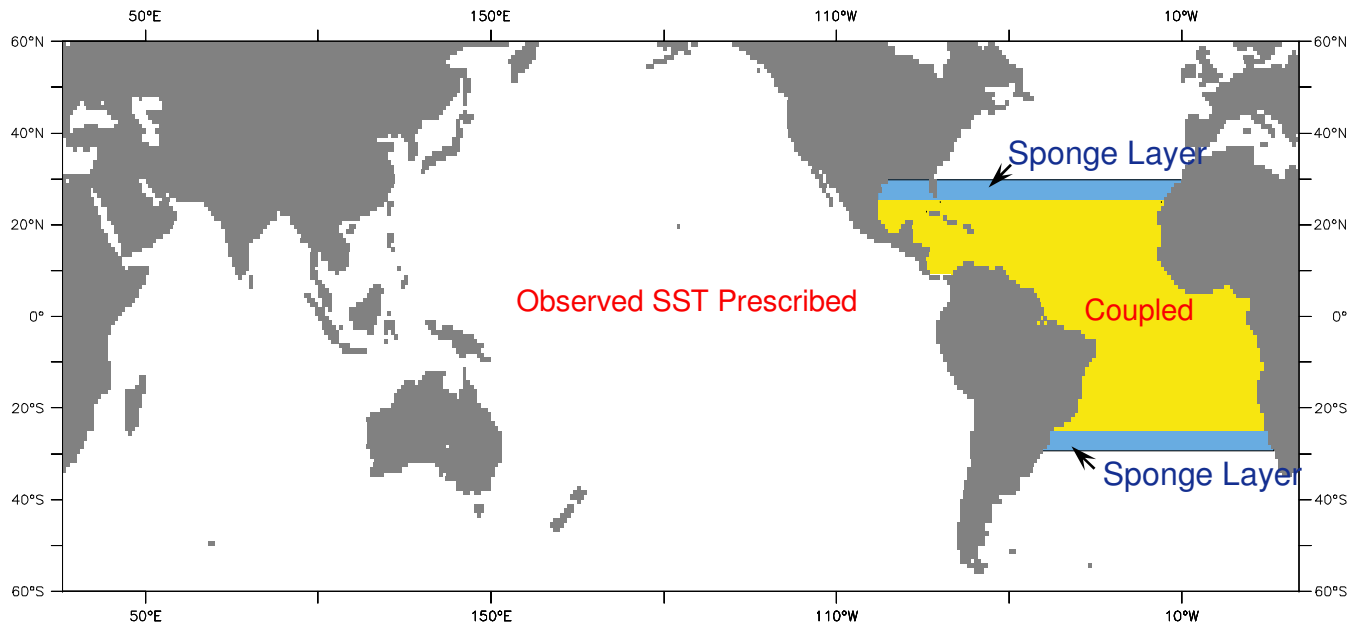 50°E 150°E 110°W 10°W
60°N 60°N
40°N 40°N
Sponge Layer
20°N 20°N
Observed SST Prescribed
Coupled
0° 0°
20°S 20°S
Sponge Layer
40°S 40°S
60°S 60°S
50°E 150°E 110°W 10°W